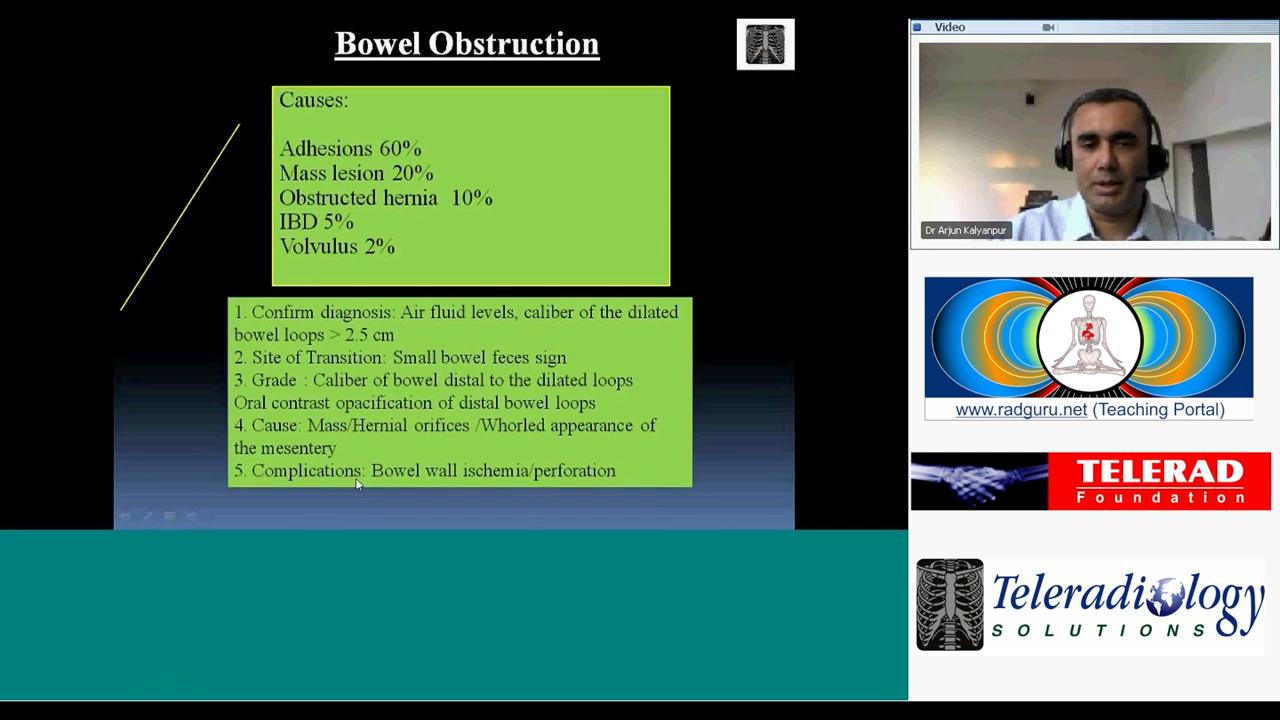 Bowel Obstruction
Causes:
Adhesions 60%
Mass lesion 20%
Obstructed hernia 10%
IBD 5%
Volvulus 2%
1. Confirm diagnosis: Air fluid levels, caliber of the dilated
bowel loops > 2.5 cm
2. Site of Transition: Small bowel feces sign
3. Grade : Caliber of bowel distal to the dilated loops
Oral contrast opacification of distal bowel loops
4. Cause: Mass/Hernial orifices /Whorled appearance of
the mesentery
5. Complications: Bowel wall ischemia/perforation
Video
Dr Arjun Kalyanpur
www.radguru.net (Teaching Portal)
TELERAD
Foundation
Teleradiology
SOLUTIONS